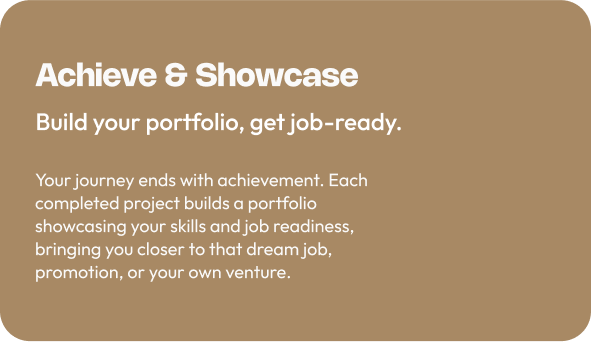 Achieve & Showcase
Build your portfolio, get job-ready.
Your journey ends with achievement. Each
completed project builds a portfolio
showcasing your skills and job readiness,
bringing you closer to that dream job,
promotion, or your own venture.